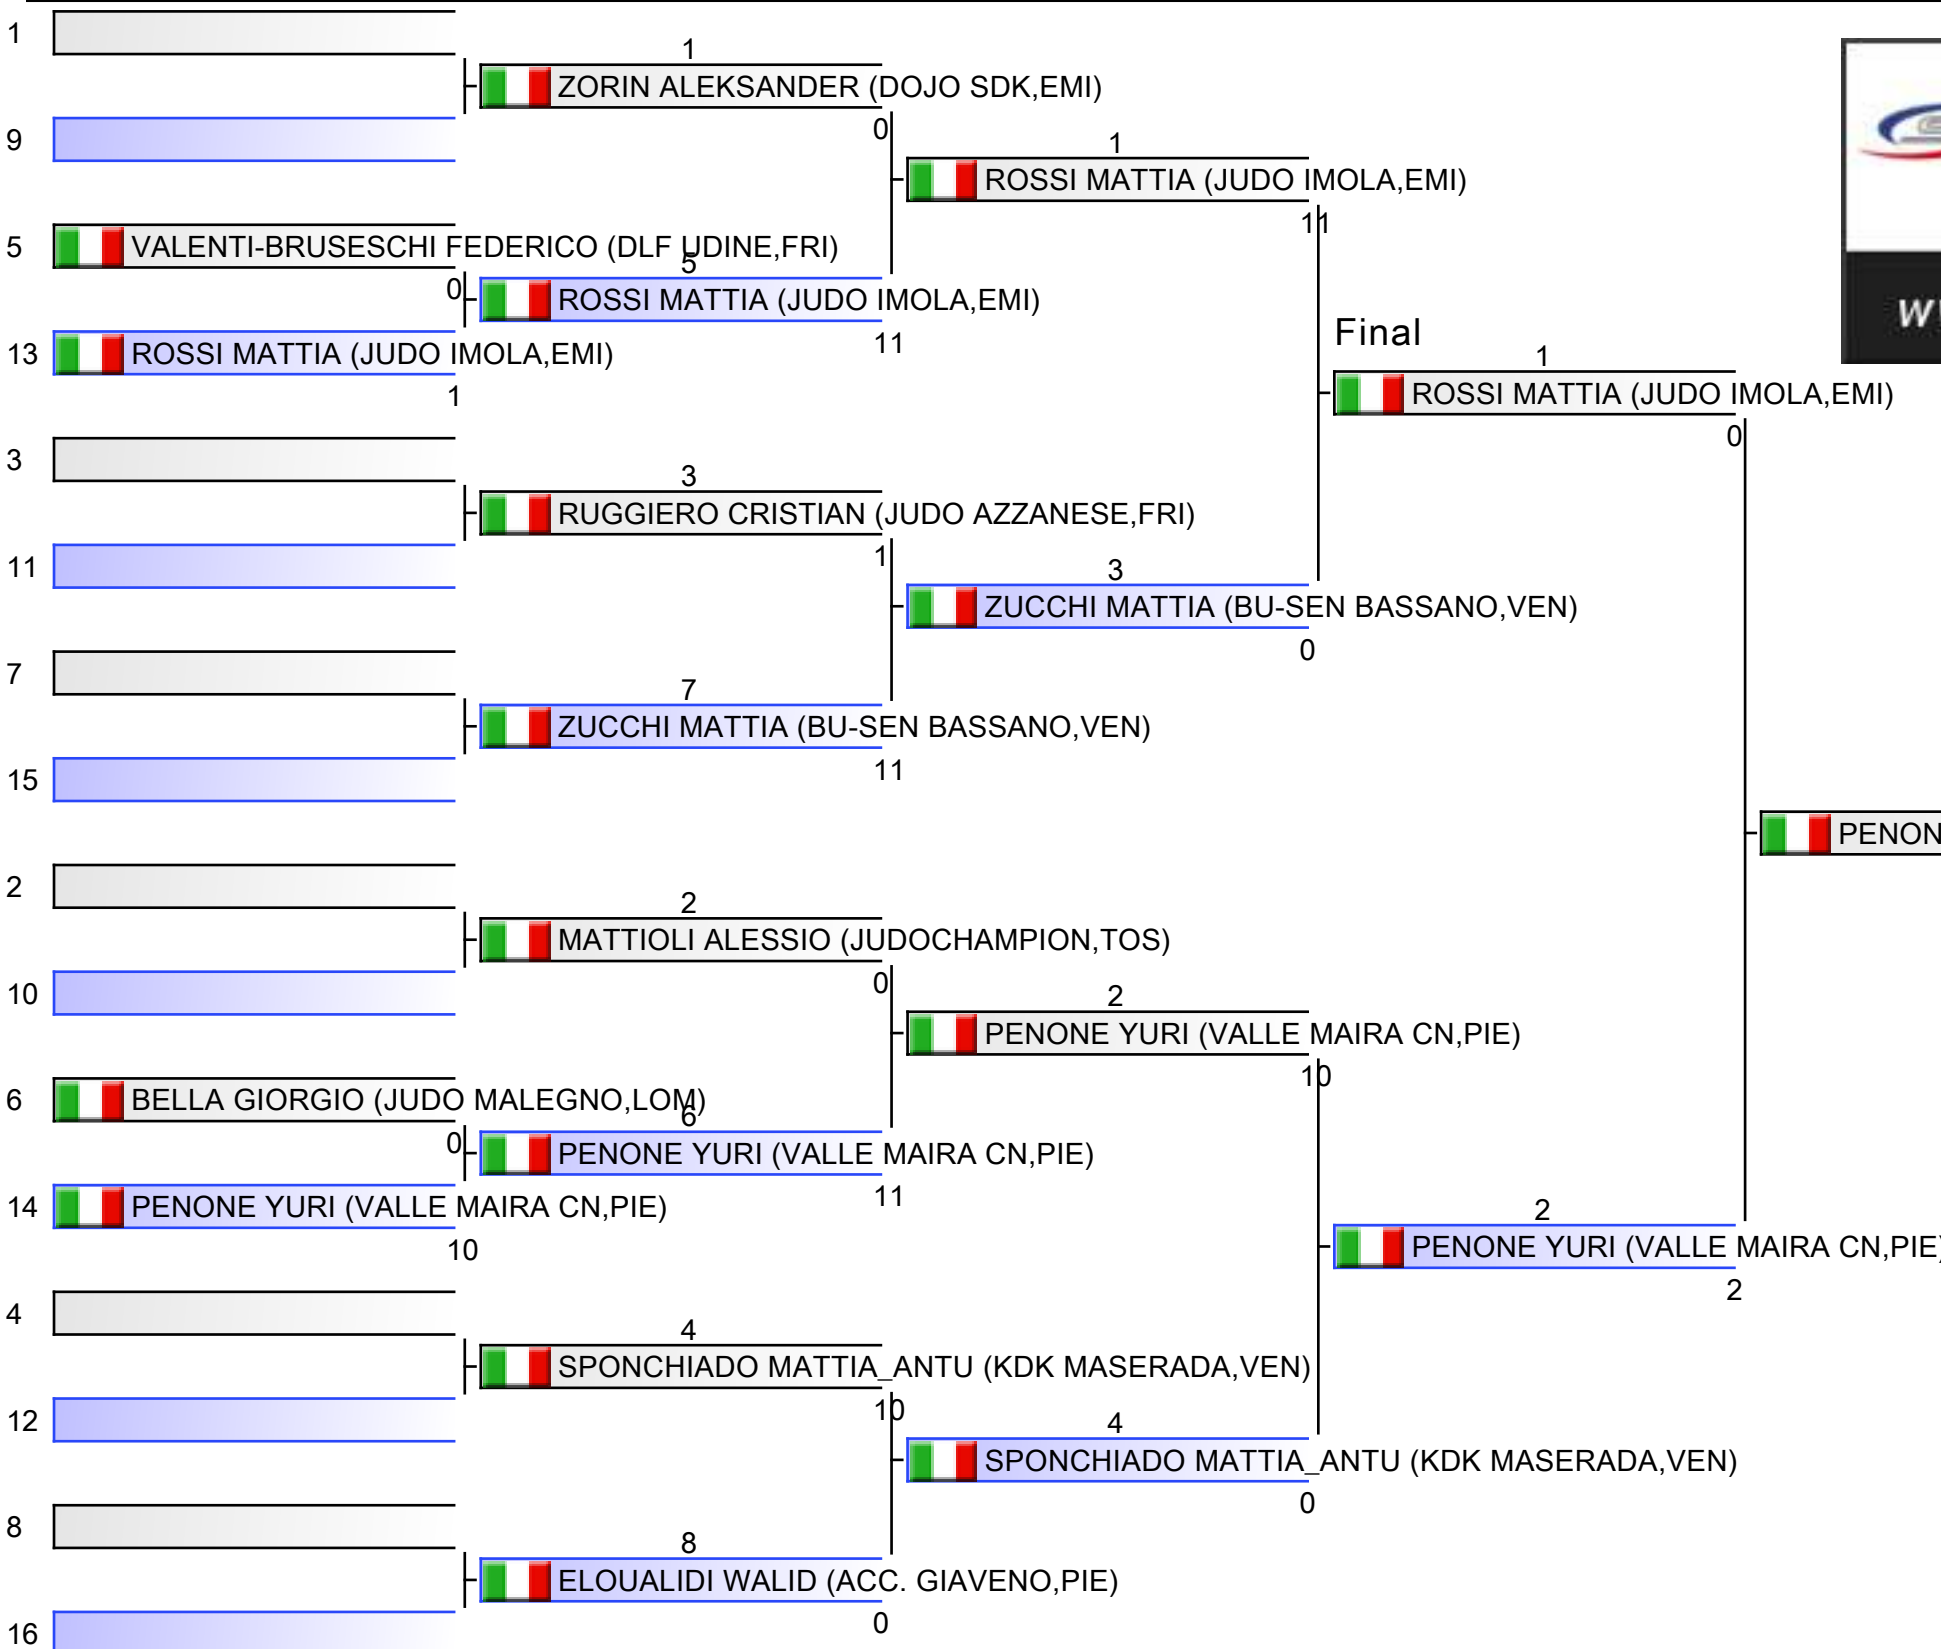 1
1
ZORIN ALEKSANDER (DOJO SDK,EMI)
0
9
1
ROSSI MATTIA (JUDO IMOLA,EMI)
11
5
VALENTI-BRUSESCHI FEDERICO (DLF UDINE,FRI)
5
0
ROSSI MATTIA (JUDO IMOLA,EMI)
11
13
ROSSI MATTIA (JUDO IMOLA,EMI)
1
Final
1
ROSSI MATTIA (JUDO IMOLA,EMI)
0
3
3
RUGGIERO CRISTIAN (JUDO AZZANESE,FRI)
1
11
3
ZUCCHI MATTIA (BU-SEN BASSANO,VEN)
0
7
7
ZUCCHI MATTIA (BU-SEN BASSANO,VEN)
11
15
PENON
2
2
MATTIOLI ALESSIO (JUDOCHAMPION,TOS)
0
10
2
PENONE YURI (VALLE MAIRA CN,PIE)
10
6
BELLA GIORGIO (JUDO MALEGNO,LOM)
6
0
PENONE YURI (VALLE MAIRA CN,PIE)
11
14
PENONE YURI (VALLE MAIRA CN,PIE)
10
2
PENONE YURI (VALLE MAIRA CN,PIE)
2
4
4
SPONCHIADO MATTIA_ANTU (KDK MASERADA,VEN)
10
12
4
SPONCHIADO MATTIA_ANTU (KDK MASERADA,VEN)
0
8
8
ELOUALIDI WALID (ACC. GIAVENO,PIE)
0
16